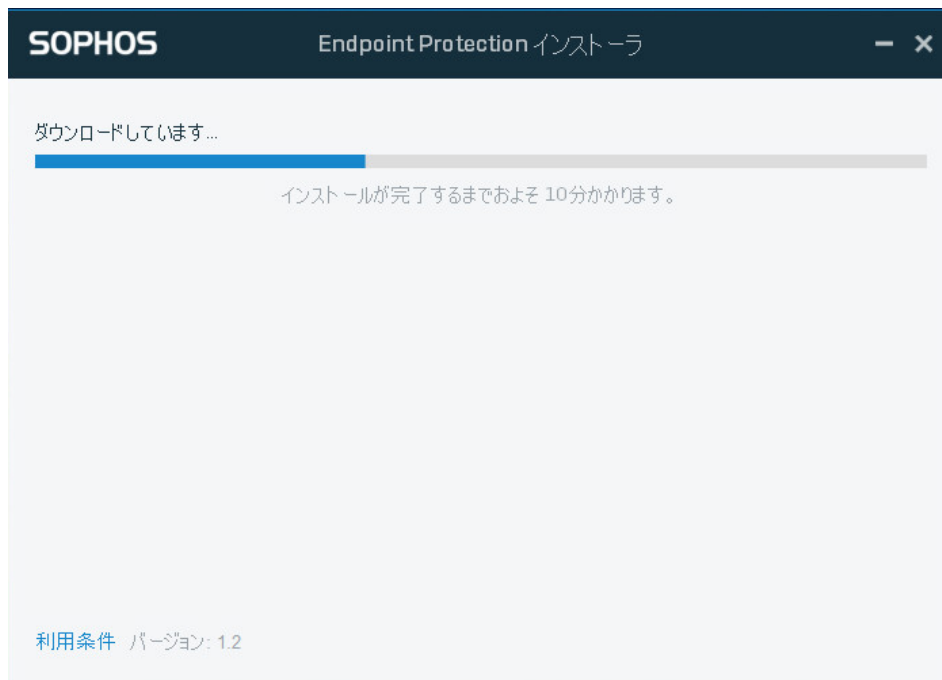 SOPHOS
Endpoint Protection インストーラ
ダウンロードしています...
インストールが完了するまでおよそ 10分かかります。
利用条件 バージョン: 1.2